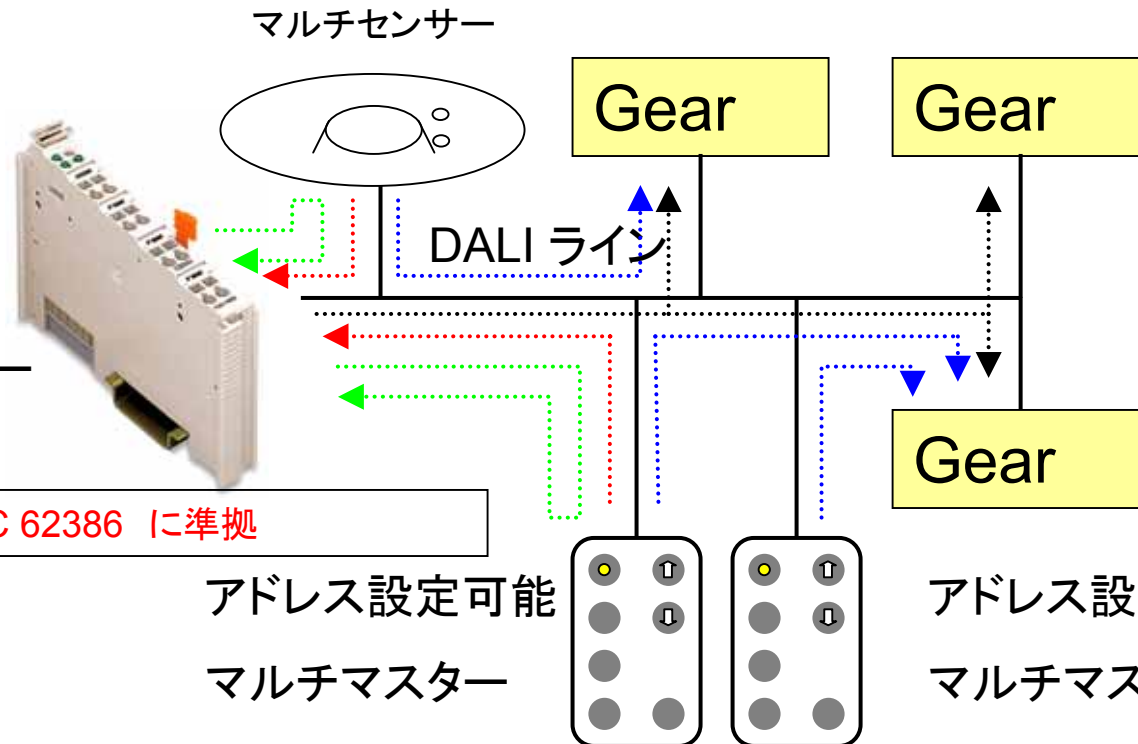 マルチセンサー
Gear
Gear
DALI ライン
ー
Gear
C 62386 に準拠
アドレス設定可能
マルチマスター
アドレス設
マルチマス